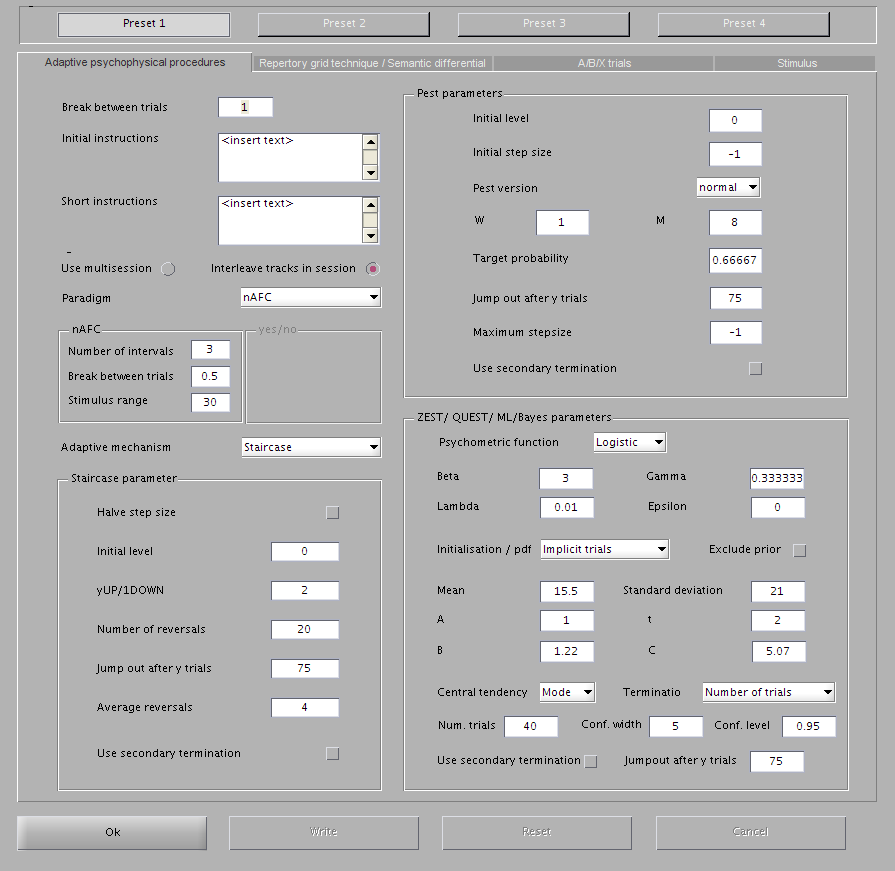 Preset 1
Preset 2
Preset 3
Preset 4
Adaptive psychophysical procedures
Repertory grid technique / Semantic differential
A/B/X trials
Stimulus
Break between trials
1
Initial instructions
<insert text>
Short instructions
<insert text>
Use multisession
Interleave tracks in session
Paradigm
nAFC
nAFC
Number of intervals
3
Break between trials
0.5
Stimulus range
30
yes/no
Adaptive mechanism
Staircase
Staircase parameter
Halve step size
Initial level
0
yUP/1DOWN
2
Number of reversals
20
Jump out after y trials
75
Average reversals
4
Use secondary termination
Pest parameters
Initial level
0
Initial step size
-1
Pest version
normal
W
1
M
8
Target probability
0.66667
Jump out after y trials
75
Maximum stepsize
-1
Use secondary termination
ZEST/ QUEST/ ML/Bayes parameters
Psychometric function
Logistic
Beta
3
Gamma
0.333333
Lambda
0.01
Epsilon
0
Initialisation / pdf
Implicit trials
Exclude prior
Mean
15.5
Standard deviation
21
A
1
t
2
B
1.22
C
5.07
Central tendency
Mode
Terminatio
Number of trials
Num. trials
40
Conf. width
5
Conf. level
0.95
Use secondary termination
Jumpout after y trials
75
Ok
Write
Reset
Cancel